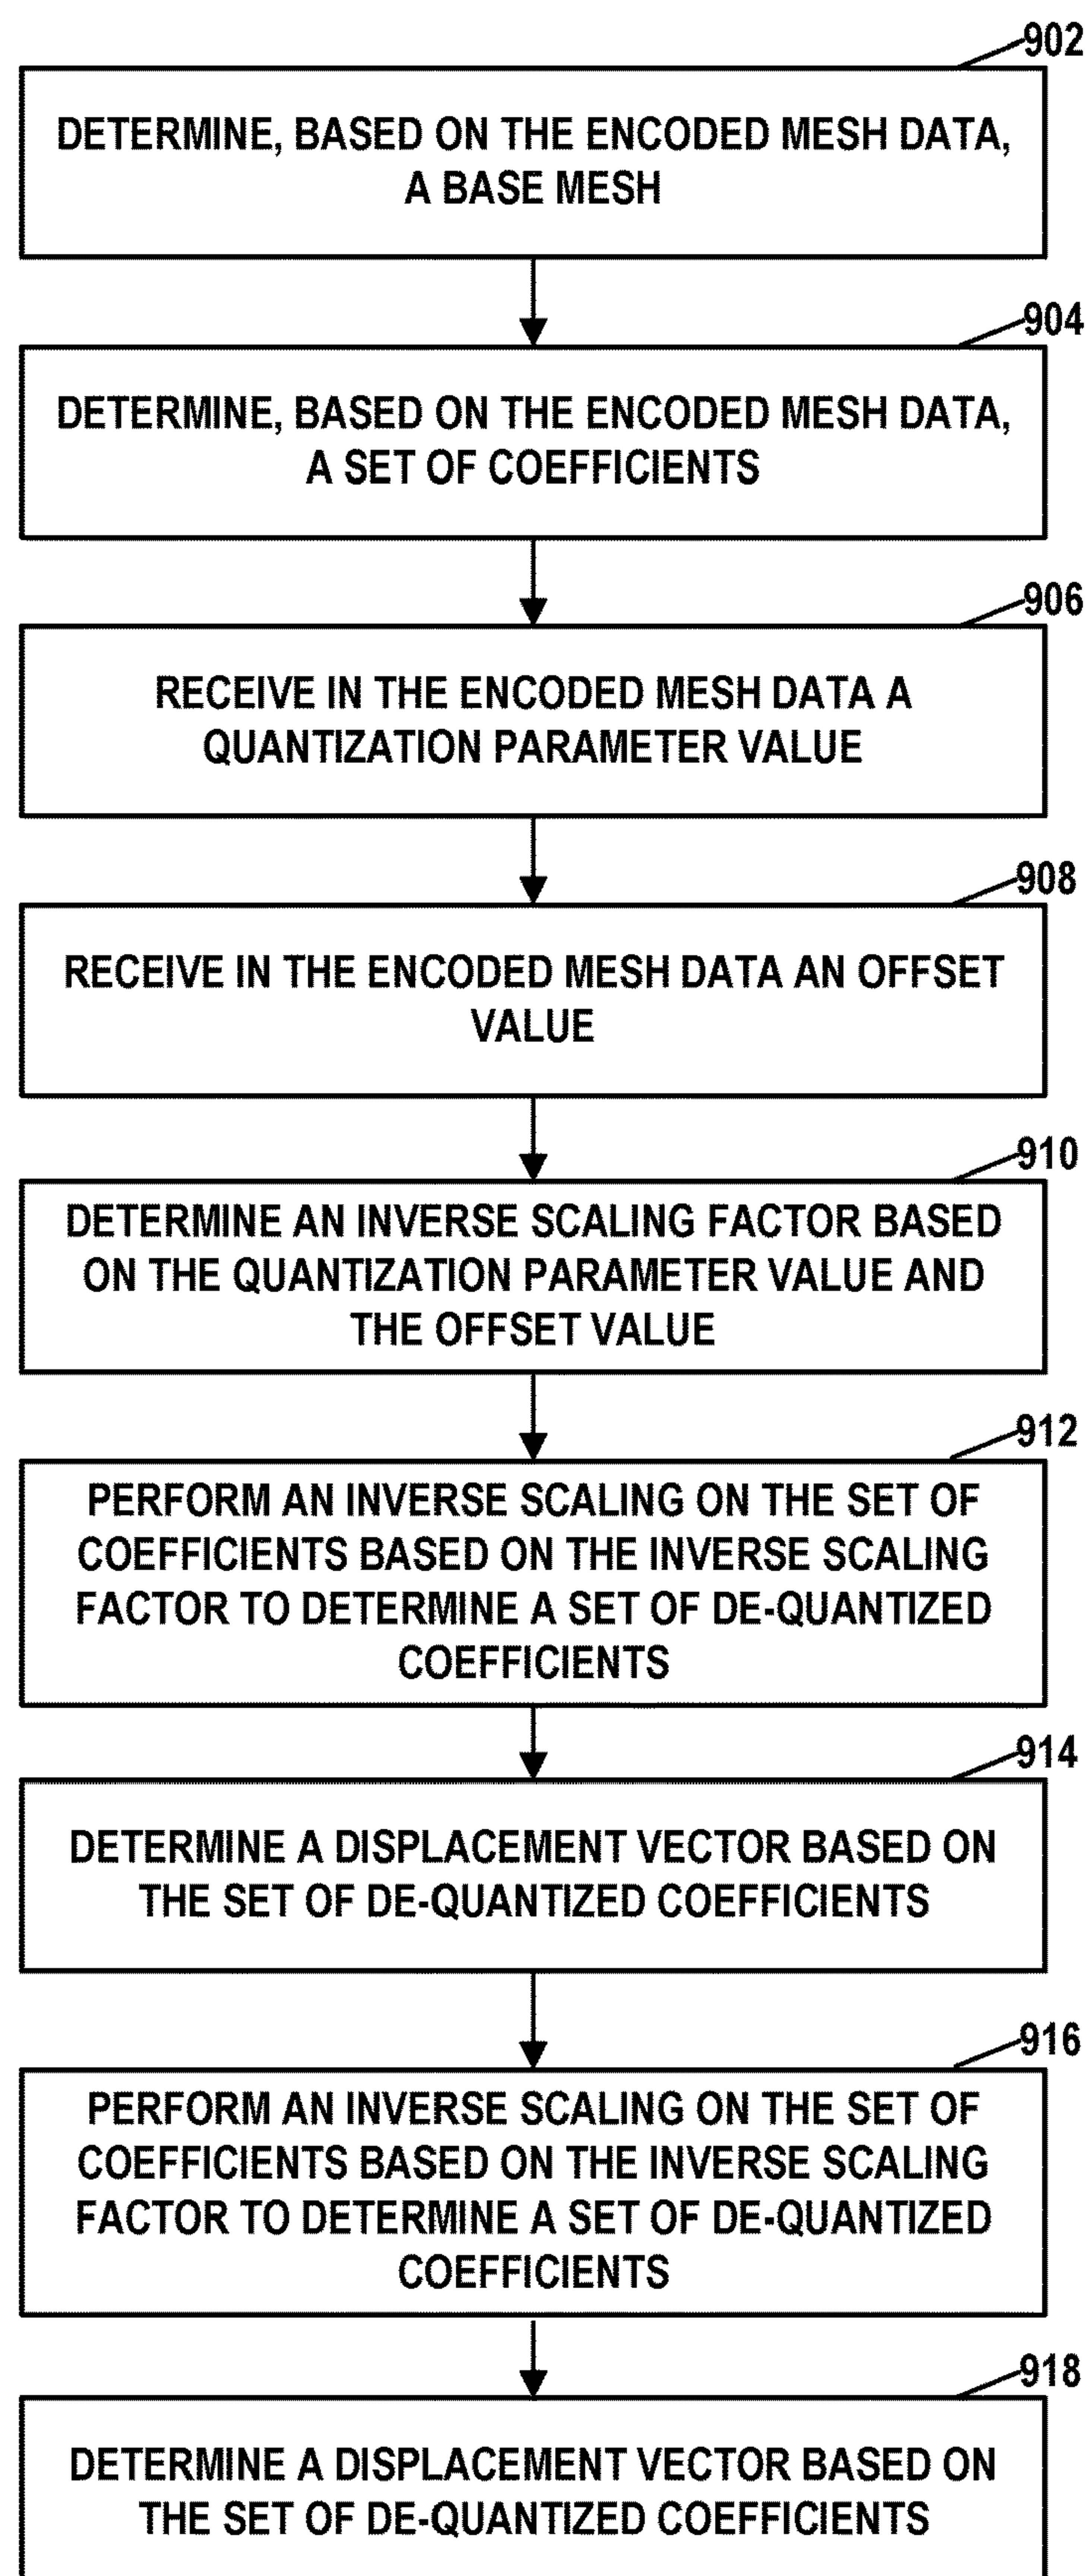 902
DETERMINE, BASED ON THE ENCODED MESH DATA,
A BASE MESH
904
DETERMINE, BASED ON THE ENCODED MESH DATA,
A SET OF COEFFICIENTS
906
RECEIVE IN THE ENCODED MESH DATA A
QUANTIZATION PARAMETER VALUE
908
RECEIVE IN THE ENCODED MESH DATA AN OFFSET
VALUE
910
DETERMINE AN INVERSE SCALING FACTOR BASED
ON THE QUANTIZATION PARAMETER VALUE AND
THE OFFSET VALUE
912
PERFORM AN INVERSE SCALING ON THE SET OF
COEFFICIENTS BASED ON THE INVERSE SCALING
FACTOR TO DETERMINE A SET OF DE-QUANTIZED
COEFFICIENTS
914
DETERMINE A DISPLACEMENT VECTOR BASED ON
THE SET OF DE-QUANTIZED COEFFICIENTS
916
PERFORM AN INVERSE SCALING ON THE SET OF
COEFFICIENTS BASED ON THE INVERSE SCALING
FACTOR TO DETERMINE A SET OF DE-QUANTIZED
COEFFICIENTS
918
DETERMINE A DISPLACEMENT VECTOR BASED ON
THE SET OF DE-QUANTIZED COEFFICIENTS